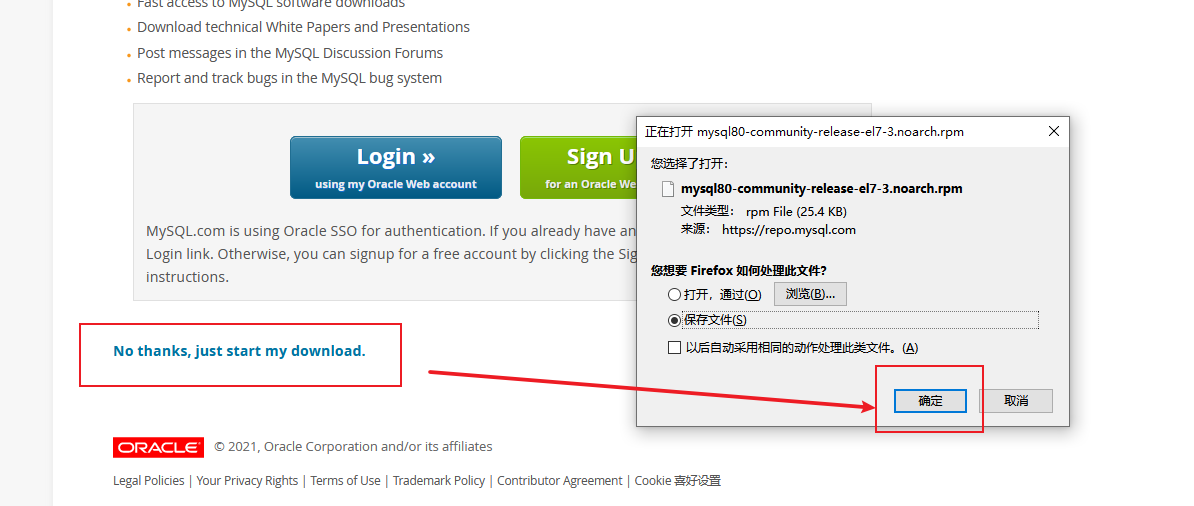 Fast access to MySQL software downloads
Download technical White Papers and Presentations
Post messages in the MySQL Discussion Forums
Report and track bugs in the MySQL bug system
Login »
using my Oracle Web account
Sign U
for an Oracle We
MySQL.com is using Oracle SSO for authentication. If you already have an
Login link. Otherwise, you can signup for a free account by clicking the Sig
instructions.
No thanks, just start my download.
正在打开 mysql80-community-release-el7-3.noarch.rpm
您选择了打开:
mysql80-community-release-el7-3.noarch.rpm
文件类型: rpm File (25.4 KB)
来源: https://repo.mysql.com
您想要 Firefox 如何处理此文件?
打开，通过(O) 浏览(B)...
保存文件(S)
以后自动采用相同的动作处理此类文件。(A)
确定 取消
ORACLE © 2021, Oracle Corporation and/or its affiliates
Legal Policies | Your Privacy Rights | Terms of Use | Trademark Policy | Contributor Agreement | Cookie 喜好设置